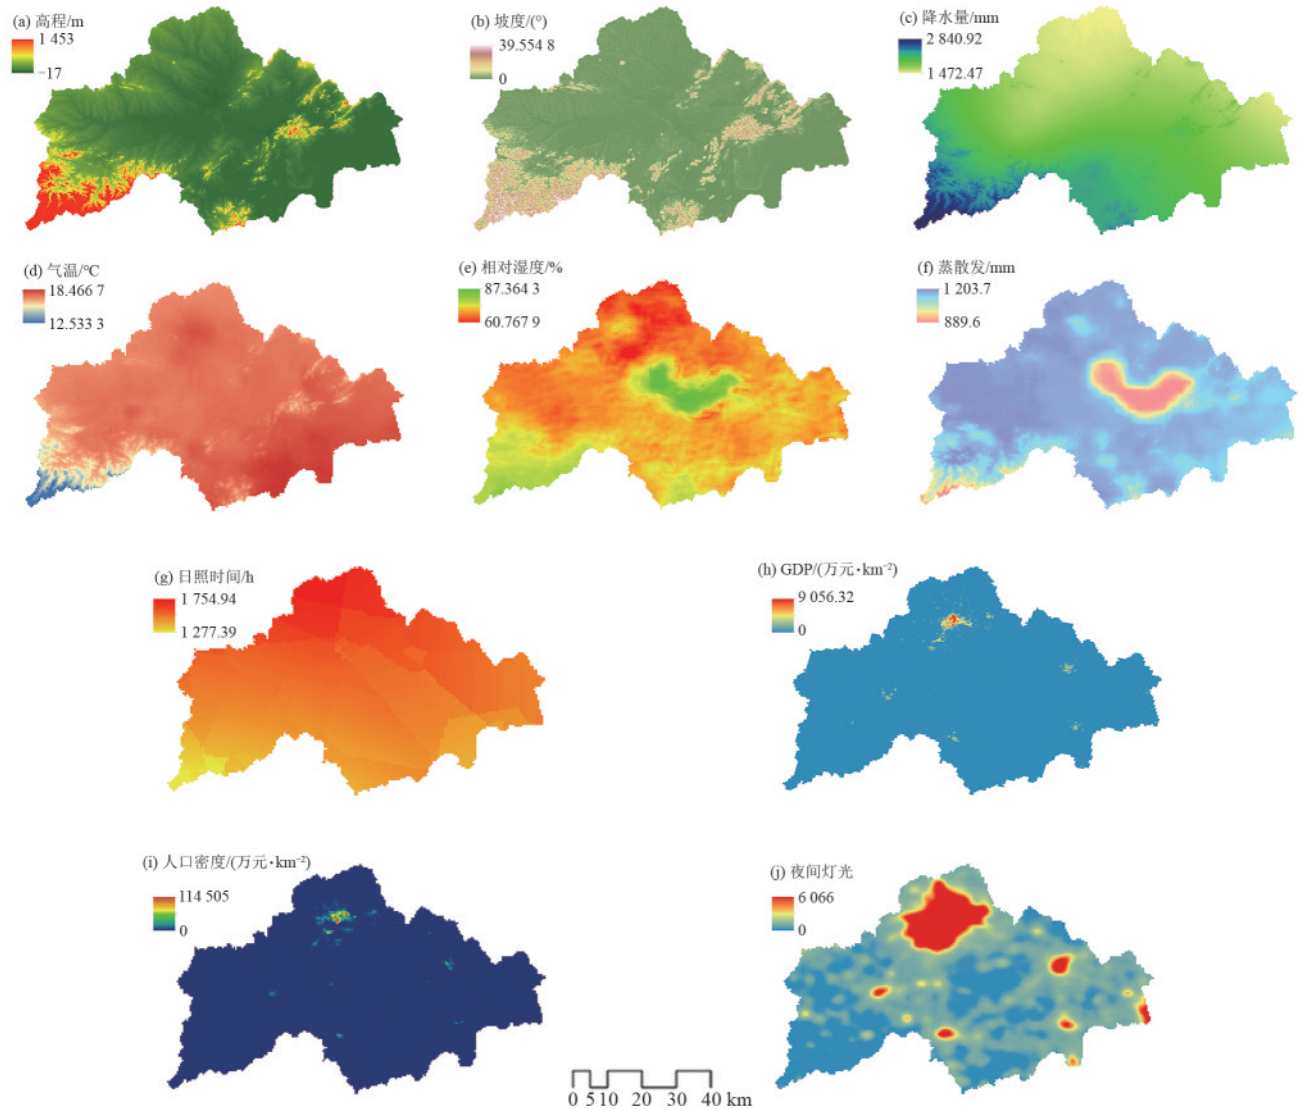 (a) 高程/m
1 453
−17
(b) 坡度/(°)
39.554 8
0
(c) 降水量/mm
2 840.92
1 472.47
(d) 气温/℃
18.466 7
12.533 3
(e) 相对湿度/%
87.364 3
60.767 9
(f) 蒸散发/mm
1 203.7
889.6
(g) 日照时间/h
1 754.94
1 277.39
(h) GDP/(万元·km⁻²)
9 056.32
0
(i) 人口密度/(万元·km⁻²)
114 505
0
(j) 夜间灯光
6 066
0
0 5 10 20 30 40 km